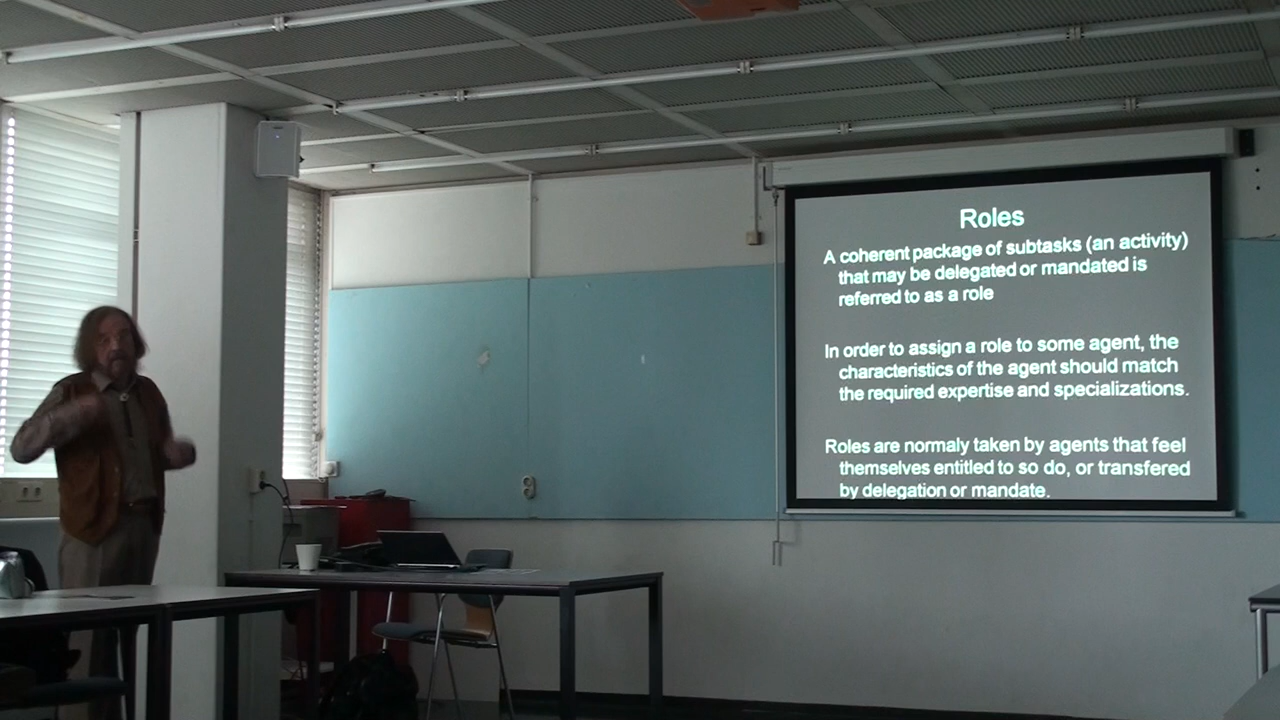 Roles
A coherent package of subtasks (an activity)
that may be delegated or mandated is
referred to as a role
In order to assign a role to some agent, the
characteristics of the agent should match
the required expertise and specializations.
Roles are normaly taken by agents that feel
themselves entitled to so do, or transfered
by delegation or mandate.